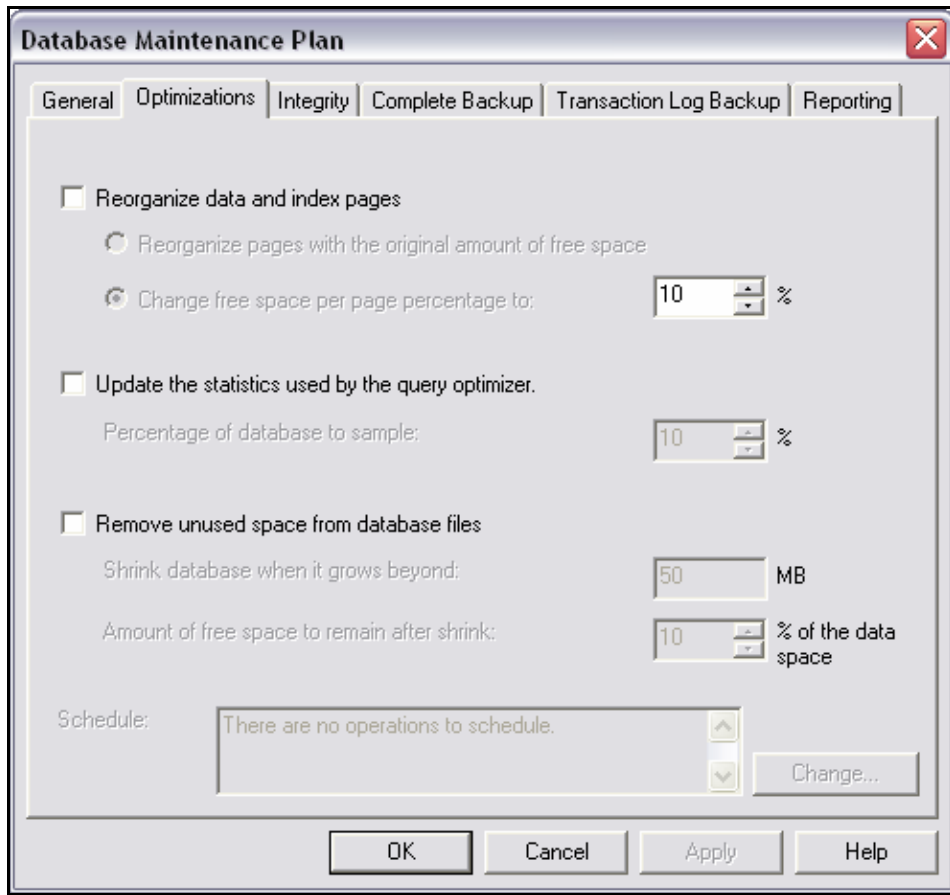 Database Maintenance Plan
General Optimizations Integrity Complete Backup Transaction Log Backup Reporting
Reorganize data and index pages
Reorganize pages with the original amount of free space
Change free space per page percentage to: 10 %
Update the statistics used by the query optimizer.
Percentage of database to sample: 10 %
Remove unused space from database files
Shrink database when it grows beyond: 50 MB
Amount of free space to remain after shrink: 10 % of the data
space
Schedule: There are no operations to schedule.
Change...
OK Cancel Apply Help